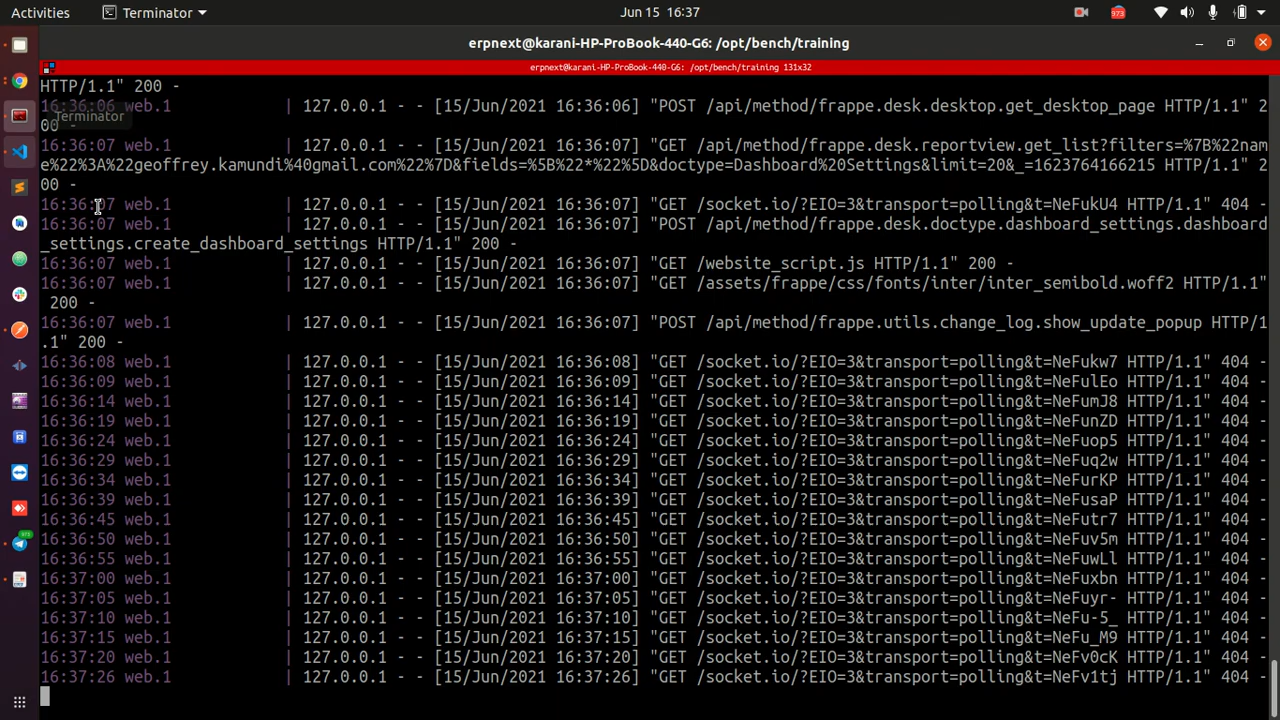 Activities
Terminator
Jun 15 16:37
973
erpnext@karani-HP-ProBook-440-G6: /opt/bench/training
erpnext@karani-HP-ProBook-440-G6: /opt/bench/training 131x32
HTTP/1.1" 200 -
16:36:06 web.1 | 127.0.0.1 - - [15/Jun/2021 16:36:06] "POST /api/method/frappe.desk.desktop.get_desktop_page HTTP/1.1" 2
00 -
Terminator
16:36:07 web.1 | 127.0.0.1 - - [15/Jun/2021 16:36:07] "GET /api/method/frappe.desk.reportview.get_list?filters=%7B%22nam
e%22%3A%22geoffrey.kamundi%40gmail.com%22%7D&fields=%5B%22*%22%5D&doctype=Dashboard%20Settings&limit=20&_=1623764166215 HTTP/1.1" 2
00 -
16:36:07 web.1 | 127.0.0.1 - - [15/Jun/2021 16:36:07] "GET /socket.io/?EIO=3&transport=polling&t=NeFukU4 HTTP/1.1" 404 -
16:36:07 web.1 | 127.0.0.1 - - [15/Jun/2021 16:36:07] "POST /api/method/frappe.desk.doctype.dashboard_settings.dashboard
_settings.create_dashboard_settings HTTP/1.1" 200 -
16:36:07 web.1 | 127.0.0.1 - - [15/Jun/2021 16:36:07] "GET /website_script.js HTTP/1.1" 200 -
16:36:07 web.1 | 127.0.0.1 - - [15/Jun/2021 16:36:07] "GET /assets/frappe/css/fonts/inter/inter_semibold.woff2 HTTP/1.1"
200 -
16:36:07 web.1 | 127.0.0.1 - - [15/Jun/2021 16:36:07] "POST /api/method/frappe.utils.change_log.show_update_popup HTTP/1
.1" 200 -
16:36:08 web.1 | 127.0.0.1 - - [15/Jun/2021 16:36:08] "GET /socket.io/?EIO=3&transport=polling&t=NeFukw7 HTTP/1.1" 404 -
16:36:09 web.1 | 127.0.0.1 - - [15/Jun/2021 16:36:09] "GET /socket.io/?EIO=3&transport=polling&t=NeFulEo HTTP/1.1" 404 -
16:36:14 web.1 | 127.0.0.1 - - [15/Jun/2021 16:36:14] "GET /socket.io/?EIO=3&transport=polling&t=NeFumJ8 HTTP/1.1" 404 -
16:36:19 web.1 | 127.0.0.1 - - [15/Jun/2021 16:36:19] "GET /socket.io/?EIO=3&transport=polling&t=NeFunZD HTTP/1.1" 404 -
16:36:24 web.1 | 127.0.0.1 - - [15/Jun/2021 16:36:24] "GET /socket.io/?EIO=3&transport=polling&t=NeFuop5 HTTP/1.1" 404 -
16:36:29 web.1 | 127.0.0.1 - - [15/Jun/2021 16:36:29] "GET /socket.io/?EIO=3&transport=polling&t=NeFuq2w HTTP/1.1" 404 -
16:36:34 web.1 | 127.0.0.1 - - [15/Jun/2021 16:36:34] "GET /socket.io/?EIO=3&transport=polling&t=NeFurKP HTTP/1.1" 404 -
16:36:39 web.1 | 127.0.0.1 - - [15/Jun/2021 16:36:39] "GET /socket.io/?EIO=3&transport=polling&t=NeFusaP HTTP/1.1" 404 -
16:36:45 web.1 | 127.0.0.1 - - [15/Jun/2021 16:36:45] "GET /socket.io/?EIO=3&transport=polling&t=NeFutr7 HTTP/1.1" 404 -
16:36:50 web.1 | 127.0.0.1 - - [15/Jun/2021 16:36:50] "GET /socket.io/?EIO=3&transport=polling&t=NeFuv5m HTTP/1.1" 404 -
16:36:55 web.1 | 127.0.0.1 - - [15/Jun/2021 16:36:55] "GET /socket.io/?EIO=3&transport=polling&t=NeFuwLl HTTP/1.1" 404 -
16:37:00 web.1 | 127.0.0.1 - - [15/Jun/2021 16:37:00] "GET /socket.io/?EIO=3&transport=polling&t=NeFuxbn HTTP/1.1" 404 -
16:37:05 web.1 | 127.0.0.1 - - [15/Jun/2021 16:37:05] "GET /socket.io/?EIO=3&transport=polling&t=NeFuyr- HTTP/1.1" 404 -
16:37:10 web.1 | 127.0.0.1 - - [15/Jun/2021 16:37:10] "GET /socket.io/?EIO=3&transport=polling&t=NeFu-5_ HTTP/1.1" 404 -
16:37:15 web.1 | 127.0.0.1 - - [15/Jun/2021 16:37:15] "GET /socket.io/?EIO=3&transport=polling&t=NeFu_M9 HTTP/1.1" 404 -
16:37:20 web.1 | 127.0.0.1 - - [15/Jun/2021 16:37:20] "GET /socket.io/?EIO=3&transport=polling&t=NeFv0cK HTTP/1.1" 404 -
16:37:26 web.1 | 127.0.0.1 - - [15/Jun/2021 16:37:26] "GET /socket.io/?EIO=3&transport=polling&t=NeFv1tj HTTP/1.1" 404 -